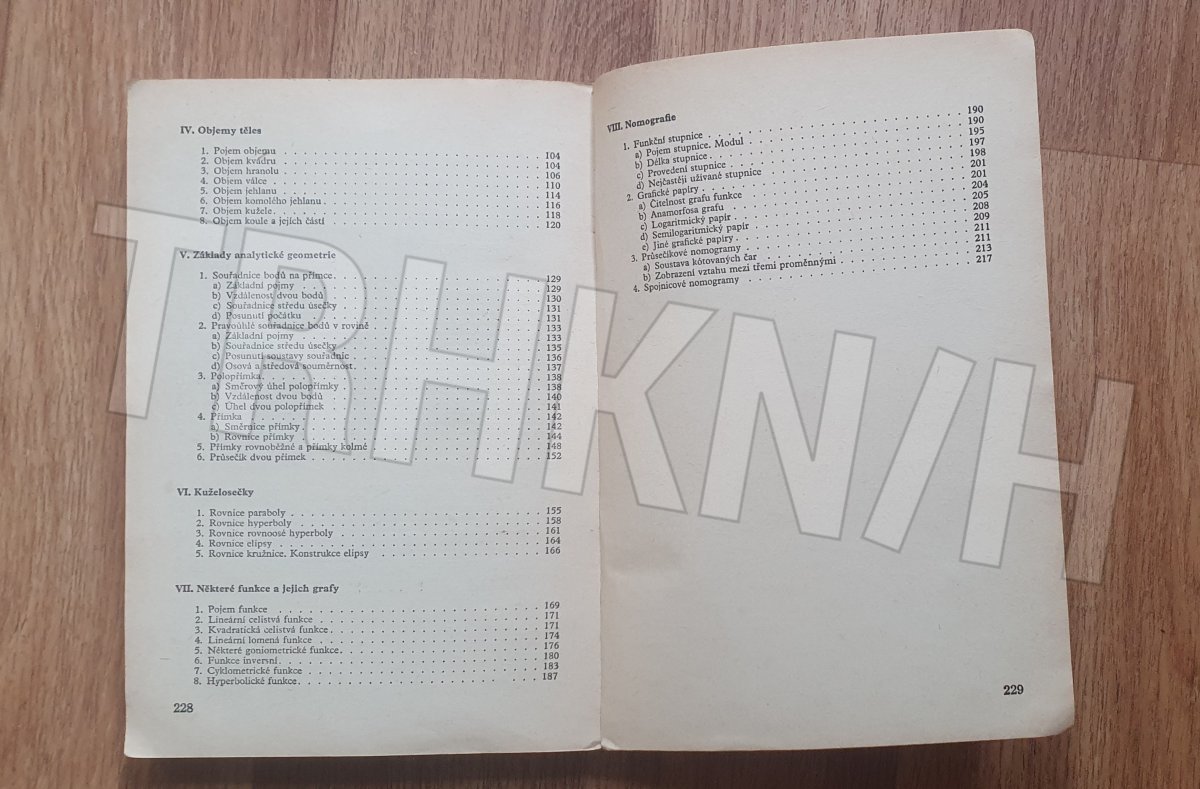 IV. Objemy těles
1. Pojem objemu 104
2. Objem kvádru 104
3. Objem hranolu 106
4. Objem válce 110
5. Objem jehlanu 114
6. Objem komolého jehlanu 116
7. Objem kužele 118
8. Objem koule a jejích částí 120
V. Základy analytické geometrie
1. Souřadnice bodů na přímce 129
a) Základní pojmy 129
b) Vzdálenost dvou bodů 130
c) Souřadnice středu úsečky 131
d) Posunutí počátku 131
2. Pravoúhlé souřadnice bodů v rovině 133
a) Základní pojmy 133
b) Souřadnice středu úsečky 135
c) Posunutí soustavy souřadnic 136
d) Osová a středová souměrnost 137
3. Polopřímka 138
a) Směrový úhel polopřímky 138
b) Vzdálenost dvou bodů 140
c) Úhel dvou polopřímek 141
4. Přímka 142
a) Směrnice přímky 142
b) Rovnice přímky 144
5. Přímky rovnoběžné a přímky kolmé 148
6. Průsečík dvou přímek 152
VI. Kuželosečky
1. Rovnice paraboly 155
2. Rovnice hyperboly 158
3. Rovnice rovnoosé hyperboly 161
4. Rovnice elipsy 164
5. Rovnice kružnice. Konstrukce elipsy 166
VII. Některé funkce a jejich grafy
1. Pojem funkce 169
2. Lineární celistvá funkce 171
3. Kvadratická celistvá funkce 171
4. Lineární lomená funkce 174
5. Některé goniometrické funkce 176
6. Funkce inversní 180
7. Cyklometrické funkce 183
8. Hyperbolické funkce 187
228
VIII. Nomografie
1. Funkční stupnice 190
a) Pojem stupnice. Modul 190
b) Délka stupnice 195
c) Provedení stupnice 197
d) Nejčastěji užívané stupnice 198
2. Grafické papíry 201
a) Čitelnost grafu funkce 201
b) Anamorfosa grafu 204
c) Logaritmický papír 205
d) Semilogaritmický papír 208
e) Jiné grafické papíry 209
3. Průsečíkové nomogramy 211
a) Soustava kótovaných čar 211
b) Zobrazení vztahu mezi třemi proměnnými 213
4. Spojnicové nomogramy 217
229
TRHKN/H